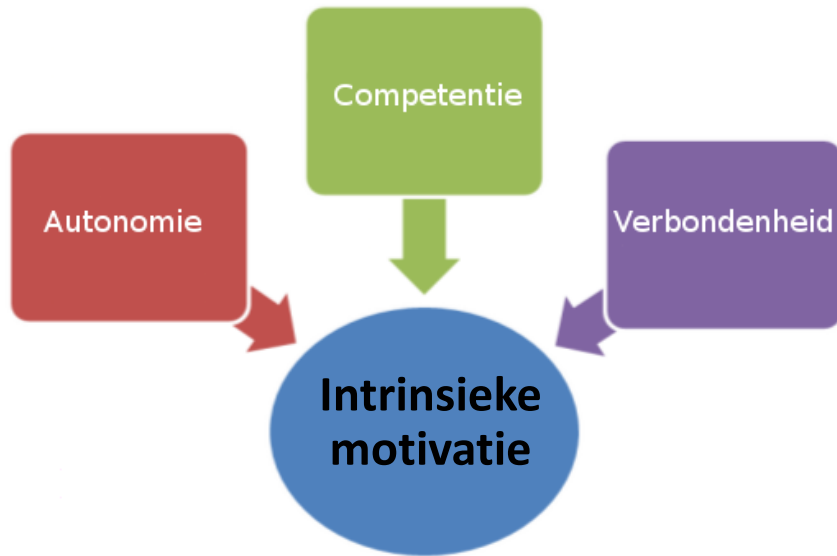 Competentie
Autonomie
Verbondenheid
Intrinsieke
motivatie